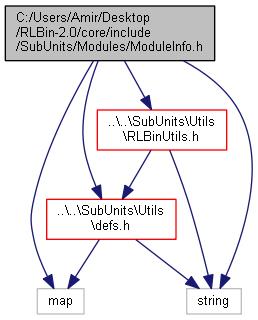 C:/Users/Amir/Desktop
/RLBin-2.0/core/include
/SubUnits/Modules/ModuleInfo.h
..\..\SubUnits\Utils
\RLBinUtils.h
..\..\SubUnits\Utils
\defs.h
map
string